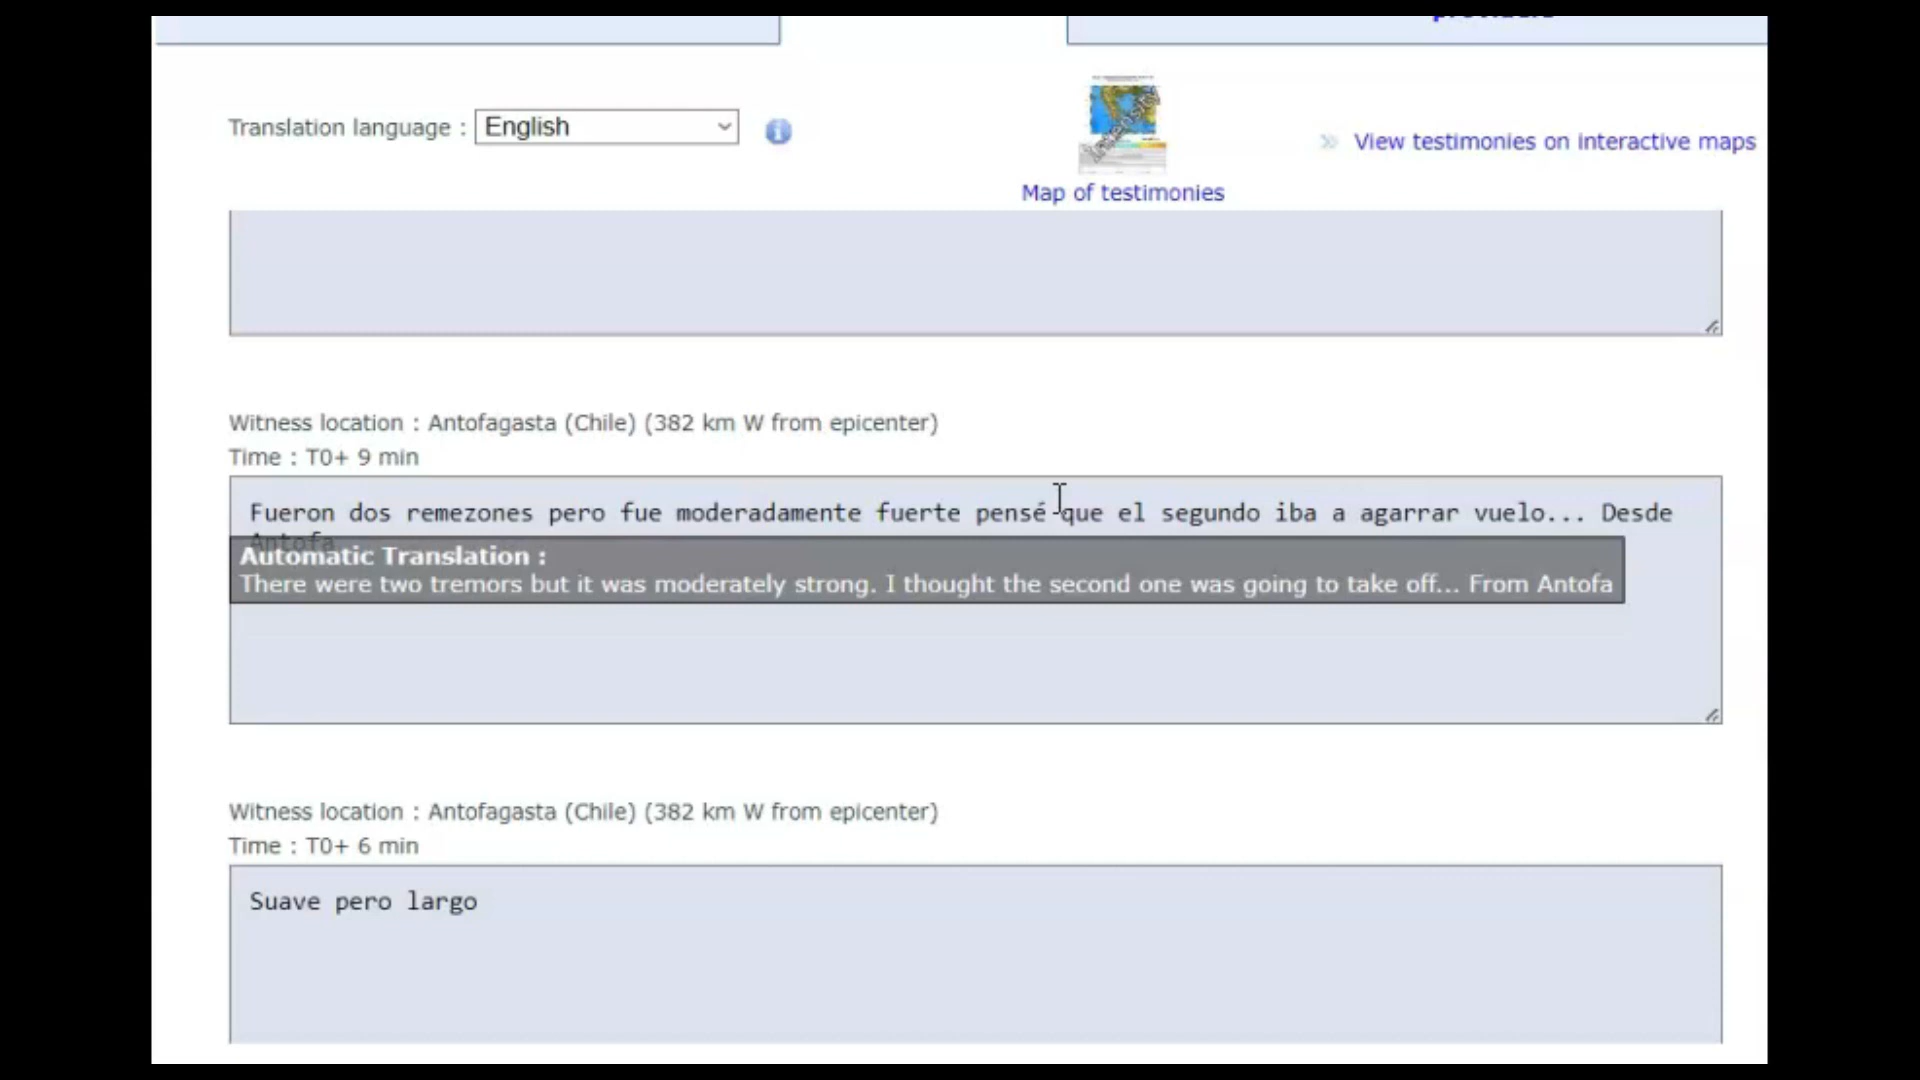 Translation language :
English
View testimonies on interactive maps
Map of testimonies
Witness location : Antofagasta (Chile) (382 km W from epicenter)
Time : T0+ 9 min
Fueron dos remezones pero fue moderadamente fuerte pensé que el segundo iba a agarrar vuelo... Desde
Antofa
Automatic Translation :
There were two tremors but it was moderately strong. I thought the second one was going to take off... From Antofa
Witness location : Antofagasta (Chile) (382 km W from epicenter)
Time : T0+ 6 min
Suave pero largo